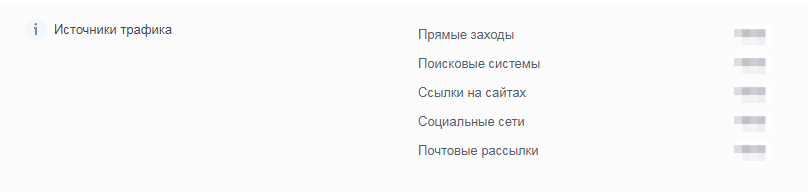 Источники трафика
Прямые заходы
Поисковые системы
Ссылки на сайтах
Социальные сети
Почтовые рассылки